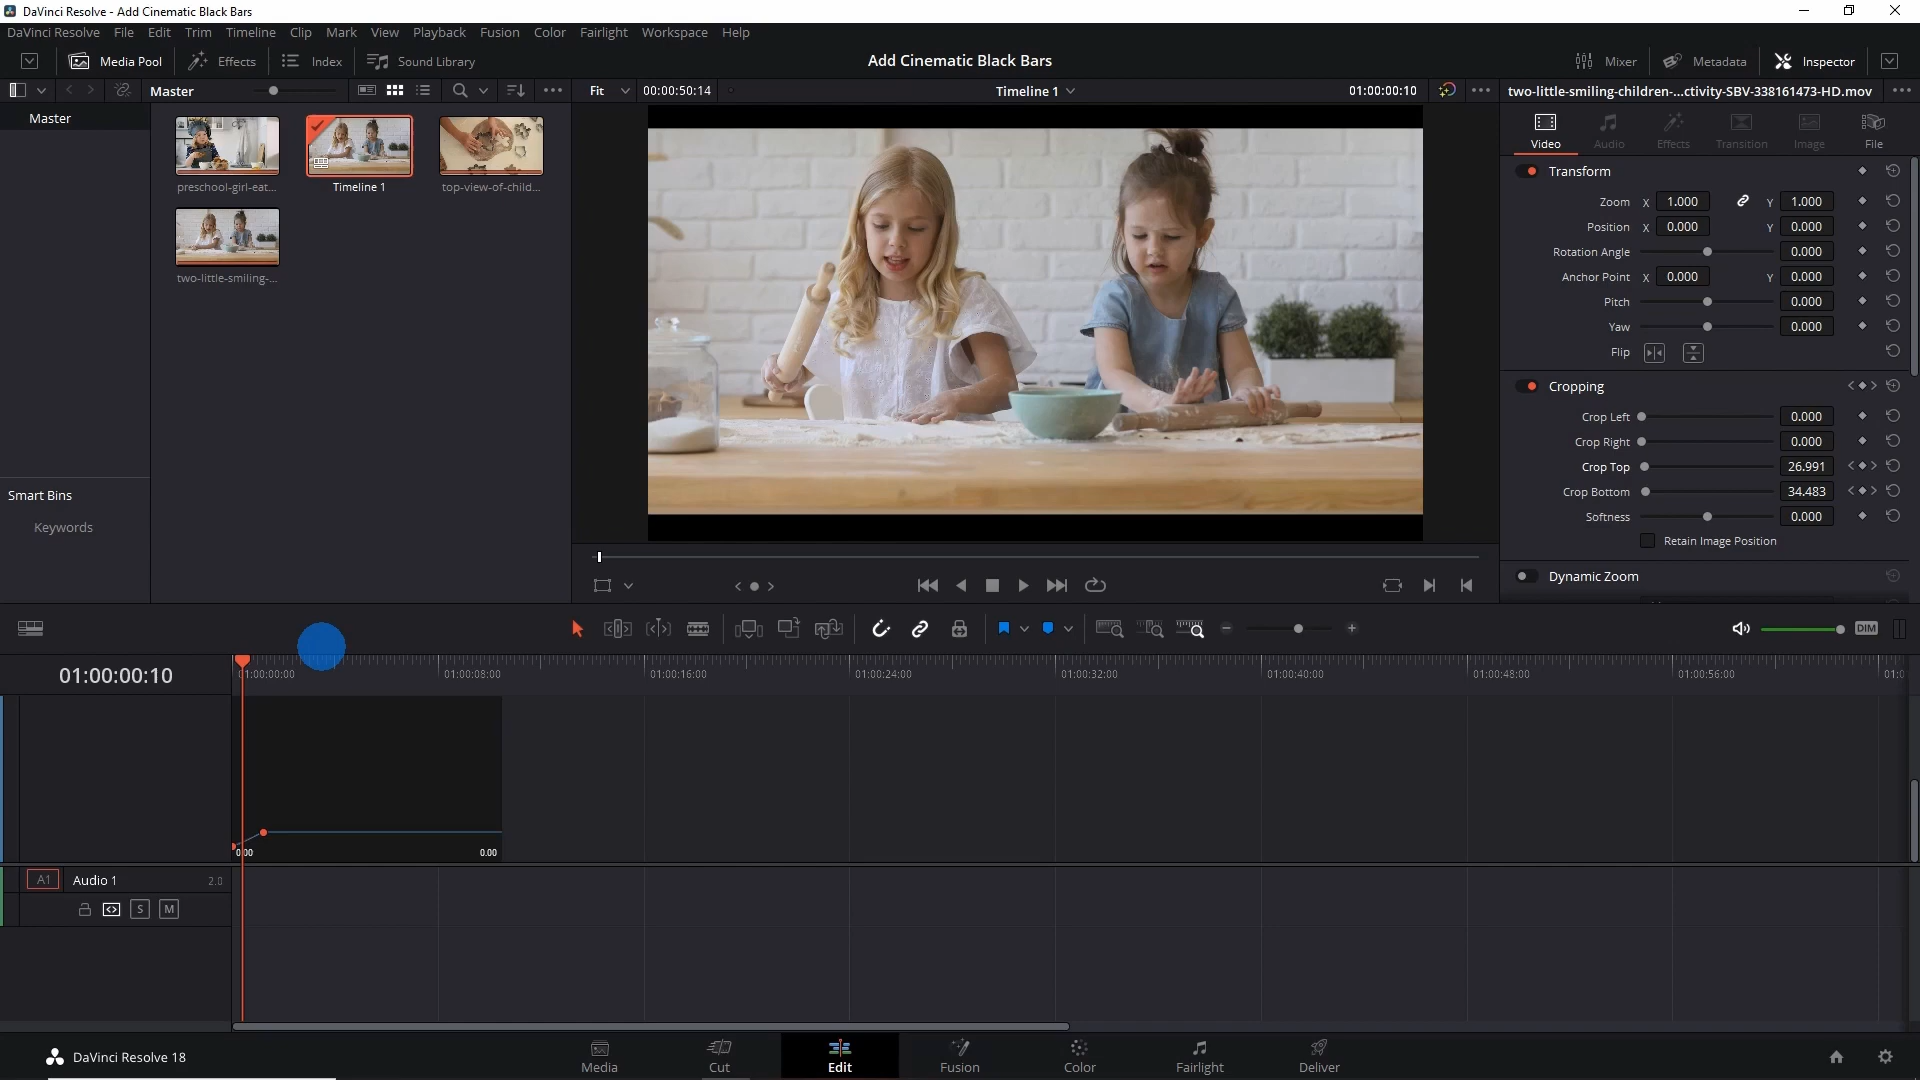 DaVinci Resolve - Add Cinematic Black Bars
DaVinci Resolve File Edit Trim Timeline Clip Mark View Playback Fusion Color Fairlight Workspace Help
Media Pool Effects Index Sound Library Add Cinematic Black Bars Mixer Metadata Inspector
Master Fit 00:00:50:14 Timeline 1 01:00:00:10 two-little-smiling-children-...ctivity-SBV-338161473-HD.mov
Master
preschool-girl-eat... Timeline 1 top-view-of-child...
two-little-smiling-...
Smart Bins
Keywords
Video Audio Effects Transition Image File
Transform
Zoom X 1.000 Y 1.000
Position X 0.000 Y 0.000
Rotation Angle 0.000
Anchor Point X 0.000 Y 0.000
Pitch 0.000
Yaw 0.000
Flip
Cropping
Crop Left 0.000
Crop Right 0.000
Crop Top 26.991
Crop Bottom 34.483
Softness 0.000
Retain Image Position
Dynamic Zoom
DIM
01:00:00:10 01:00:00:00 01:00:08:00 01:00:16:00 01:00:24:00 01:00:32:00 01:00:40:00 01:00:48:00 01:00:56:00
0.00 0.00
A1 Audio 1 2.0
S M
DaVinci Resolve 18 Media Cut Edit Fusion Color Fairlight Deliver